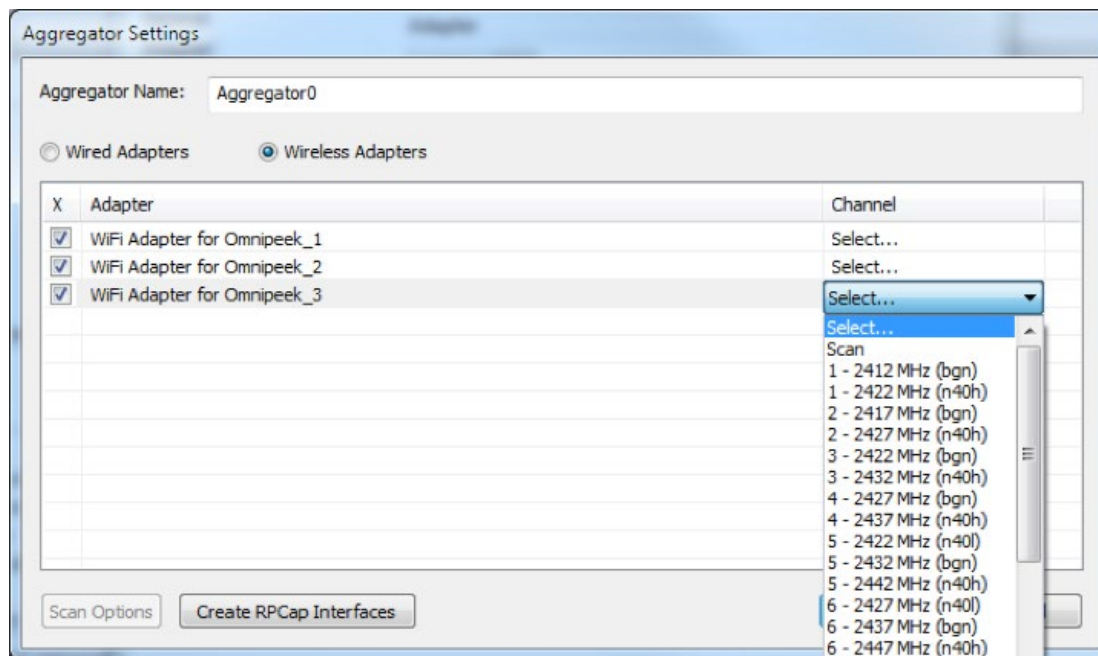 Aggregator Settings
Aggregator Name: Aggregator0
Wired Adapters Wireless Adapters
X Adapter Channel
WiFi Adapter for Omnipeek_1 Select...
WiFi Adapter for Omnipeek_2 Select...
WiFi Adapter for Omnipeek_3 Select...
Select...
Scan
1 - 2412 MHz (bgn)
1 - 2422 MHz (n40h)
2 - 2417 MHz (bgn)
2 - 2427 MHz (n40h)
3 - 2422 MHz (bgn)
3 - 2432 MHz (n40h)
4 - 2427 MHz (bgn)
4 - 2437 MHz (n40h)
5 - 2422 MHz (n40l)
5 - 2432 MHz (bgn)
5 - 2442 MHz (n40h)
6 - 2427 MHz (n40l)
6 - 2437 MHz (bgn)
6 - 2447 MHz (n40h)
Scan Options Create RPCap Interfaces